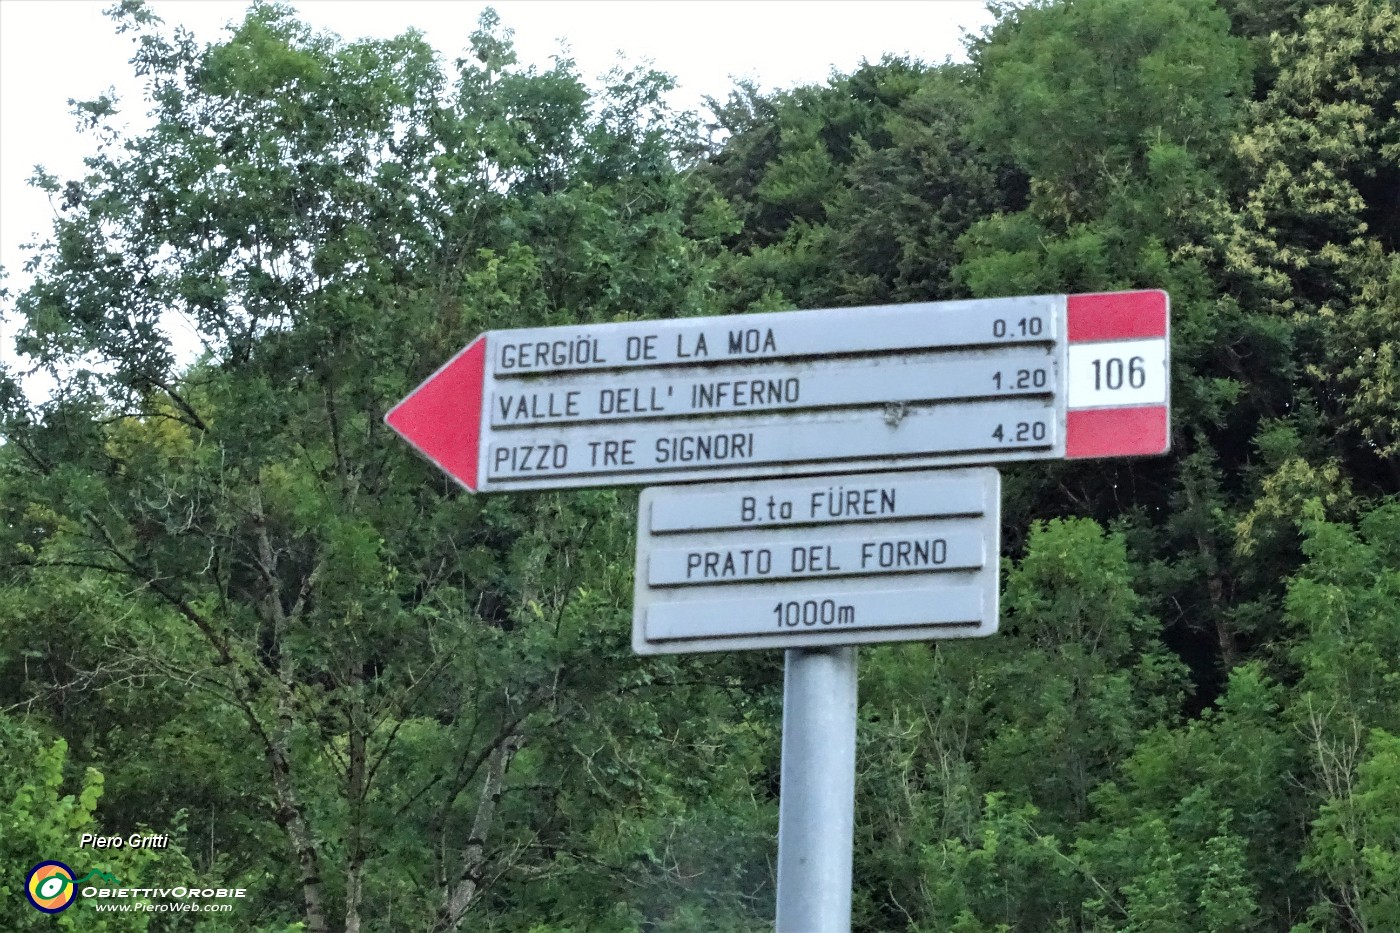 GERGIÖL DE LA MOA 0.10
VALLE DELL' INFERNO 1.20
PIZZO TRE SIGNORI 4.20
106
B.ta FÜREN
PRATO DEL FORNO
1000m
Piero Gritti
OBIETTIVOROBIE
www.PieroWeb.com